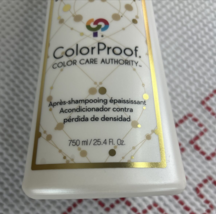 ColorProof.
COLOR CARE AUTHORITY.
Après-shampooing épaississant
Acondicionador contra
pérdida de densidad
750 ml / 25.4 Fl. Oz.